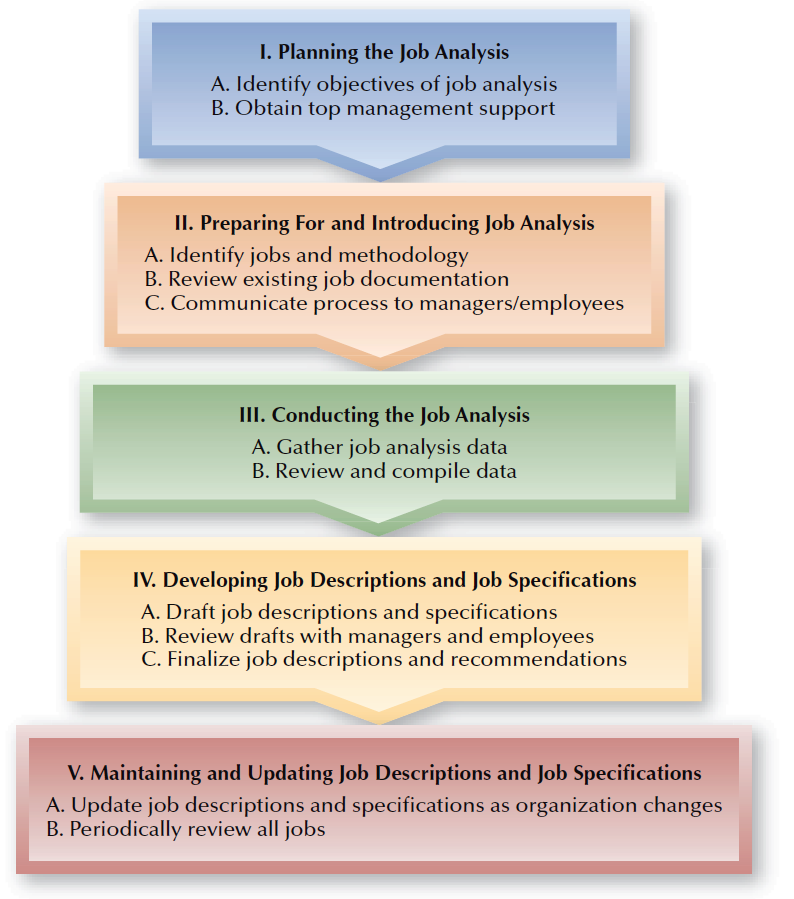 I. Planning the Job Analysis
A. Identify objectives of job analysis
B. Obtain top management support
II. Preparing For and Introducing Job Analysis
A. Identify jobs and methodology
B. Review existing job documentation
C. Communicate process to managers/employees
III. Conducting the Job Analysis
A. Gather job analysis data
B. Review and compile data
IV. Developing Job Descriptions and Job Specifications
A. Draft job descriptions and specifications
B. Review drafts with managers and employees
C. Finalize job descriptions and recommendations
V. Maintaining and Updating Job Descriptions and Job Specifications
A. Update job descriptions and specifications as organization changes
B. Periodically review all jobs